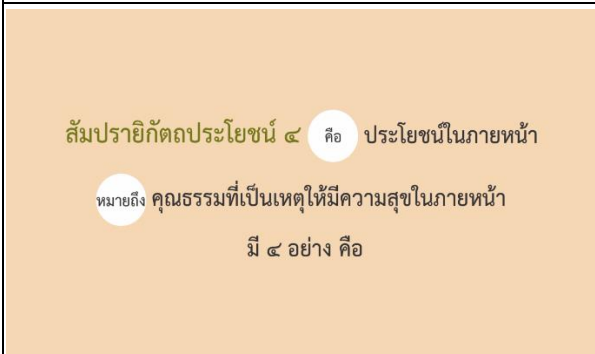 สัมปรายิกัตถประโยชน์ ๔ คือ ประโยชน์ในภายหน้า
หมายถึง คุณธรรมที่เป็นเหตุให้มีความสุขในภายหน้า
มี ๔ อย่าง คือ